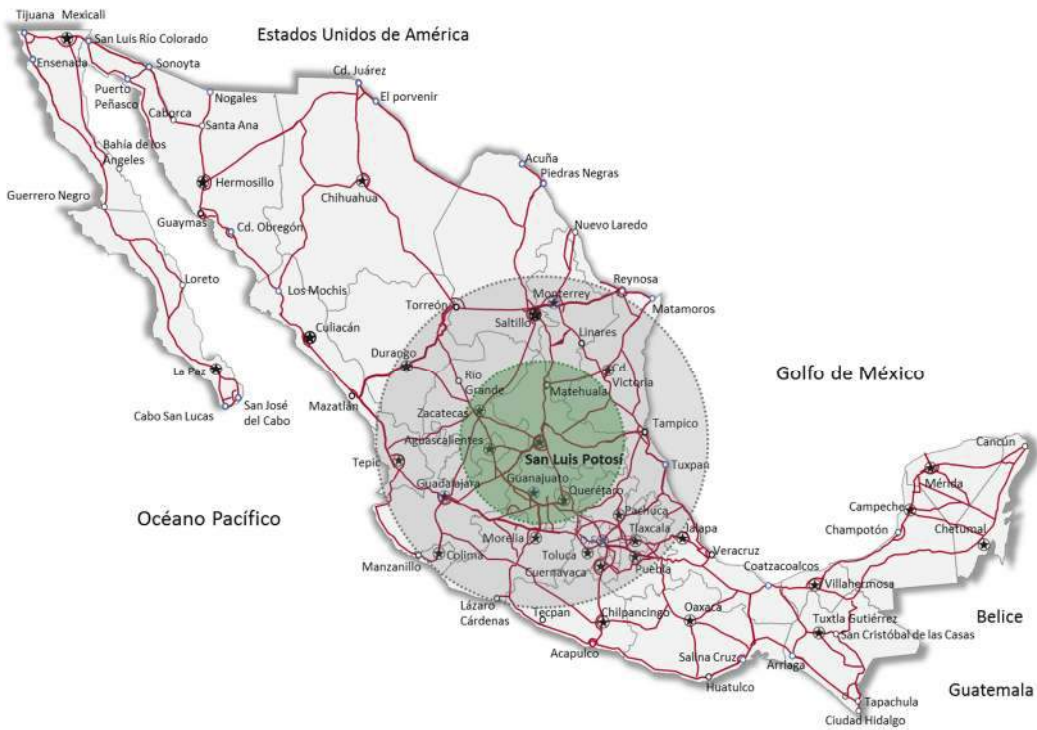 Tijuana Mexicali
San Luis Río Colorado
Estados Unidos de América
Ensenada
Sonoyta
Cd. Juárez
Puerto
Peñasco
Nogales
El porvenir
Caborca
Santa Ana
Bahía de los
Ángeles
Acuña
Piedras Negras
Hermosillo
Chihuahua
Guerrero Negro
Guaymas
Cd. Obregón
Nuevo Laredo
Loreto
Los Mochis
Reynosa
Torreón
Monterrey
Matamoros
Saltillo
Culiacán
Linares
Durango
La Paz
Río
Grande
Cd.
Victoria
Matehuala
Golfo de México
Cabo San Lucas
San José
del Cabo
Mazatlán
Zacatecas
Tampico
Aguascalientes
San Luis Potosí
Cancún
Tepic
Tuxpan
Guanajuato
Guadalajara
Querétaro
Mérida
Océano Pacífico
Pachuca
Campeche
Champotón
Chetumal
Morelia
Tlaxcala
Jalapa
Manzanillo
Colima
Toluca
Veracruz
Coatzacoalcos
Cuernavaca
Puebla
Villahermosa
Lázaro
Cárdenas
Tecpan
Chilpancingo
Oaxaca
Tuxtla Gutiérrez
Belice
San Cristóbal de las Casas
Acapulco
Salina Cruz
Arriaga
Huatulco
Guatemala
Tapachula
Ciudad Hidalgo